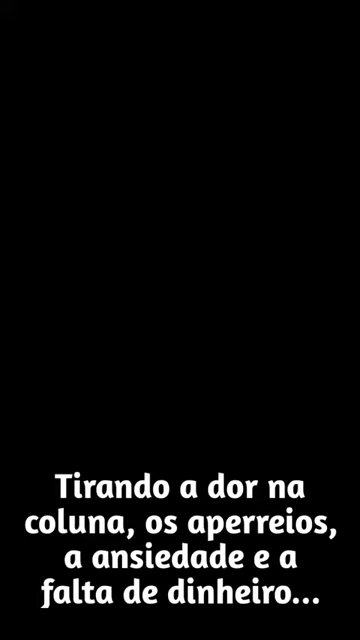 Tirando a dor na
coluna, os aperreios,
a ansiedade e a
falta de dinheiro...